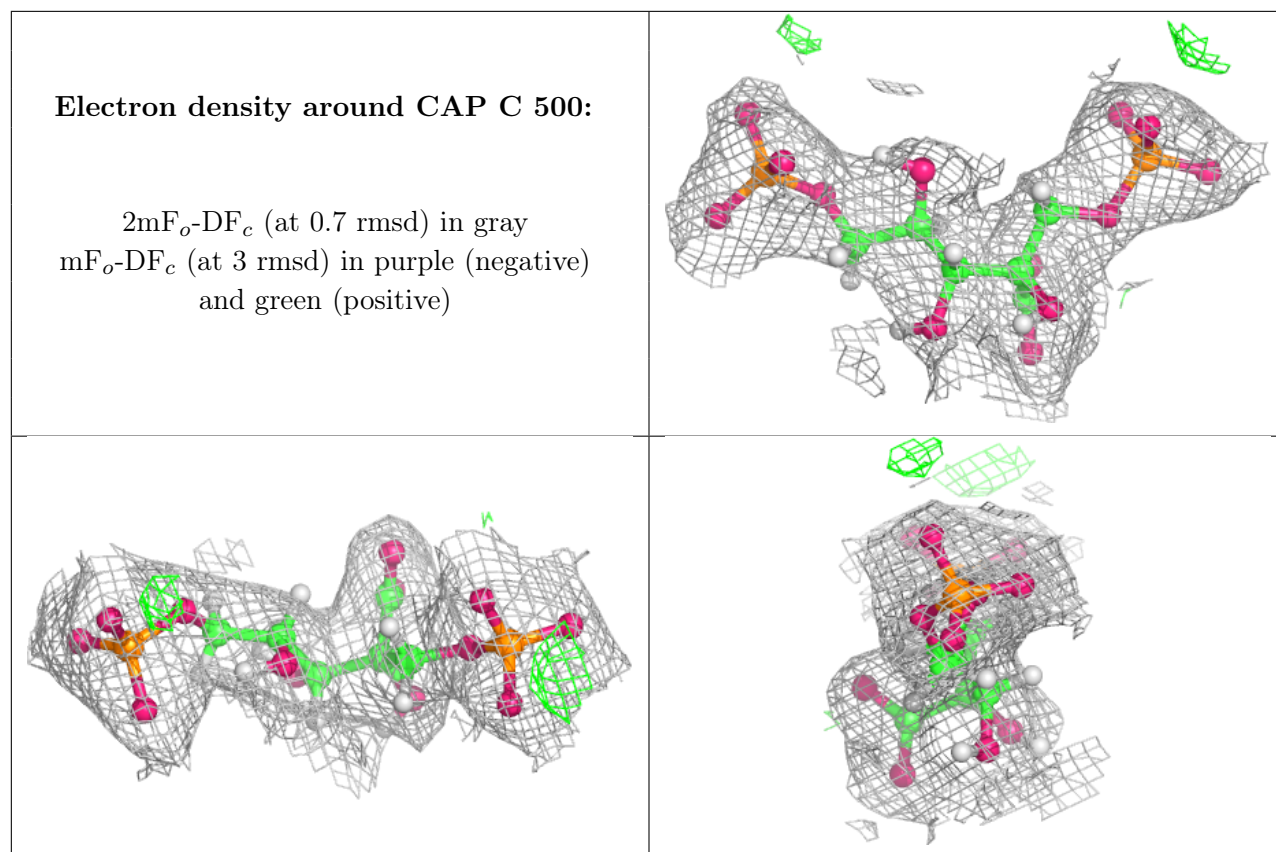 Electron density around CAP C 500:
2mFo-DFc (at 0.7 rmsd) in gray
mFo-DFc (at 3 rmsd) in purple (negative)
and green (positive)